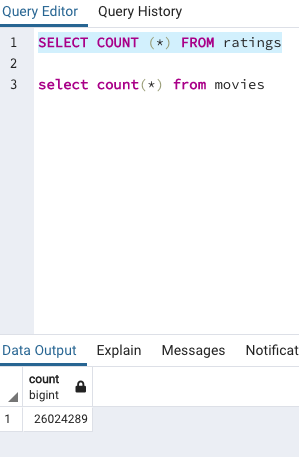 Query Editor Query History
1 SELECT COUNT (*) FROM ratings
2
3 select count(*) from movies
Data Output Explain Messages Notificat
count
bigint
1 26024289